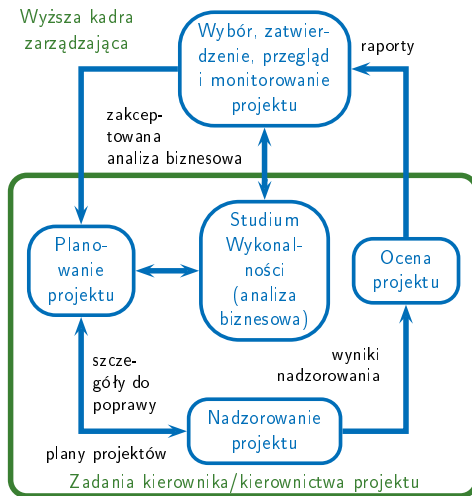 Wyższa kadra
zarządzająca
Wybór, zatwier-
dzenie, przegląd
i monitorowanie
projektu
raporty
zakcep-
towana
analiza biznesowa
Plano-
wanie
projektu
Studium
Wykonal-
ności
(analiza
biznesowa)
Ocena
projektu
szcze-
góły do
poprawy
wyniki
nadzorowania
Nadzorowanie
projektu
plany projektów
Zadania kierownika/kierownictwa projektu